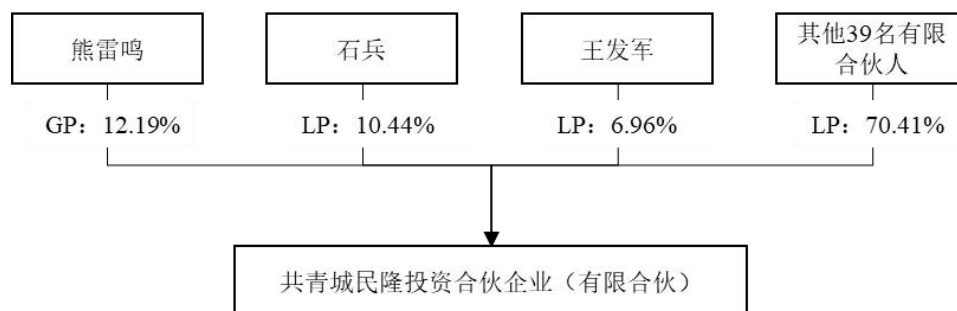 熊雷鸣
石兵
王发军
其他39名有限
合伙人
GP：12.19%
LP：10.44%
LP：6.96%
LP：70.41%
共青城民隆投资合伙企业（有限合伙）